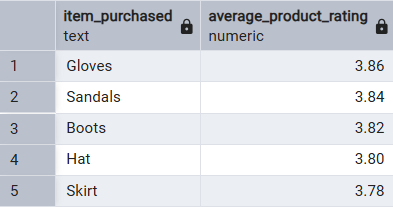 item_purchased average_product_rating
text numeric
1 Gloves 3.86
2 Sandals 3.84
3 Boots 3.82
4 Hat 3.80
5 Skirt 3.78